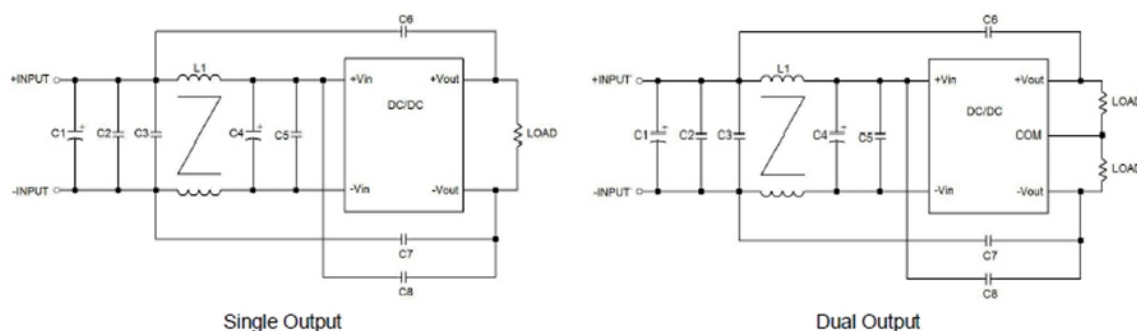 C6
L1
+INPUT
+Vin
+Vout
DC/DC
C1
+
C2
C3
C4
+
C5
LOAD
-INPUT
-Vin
-Vout
C7
C8
Single Output
C6
L1
+INPUT
+Vin
+Vout
LOAD
DC/DC
C1
+
C2
C3
C4
+
C5
COM
LOAD
-INPUT
-Vin
-Vout
C7
C8
Dual Output